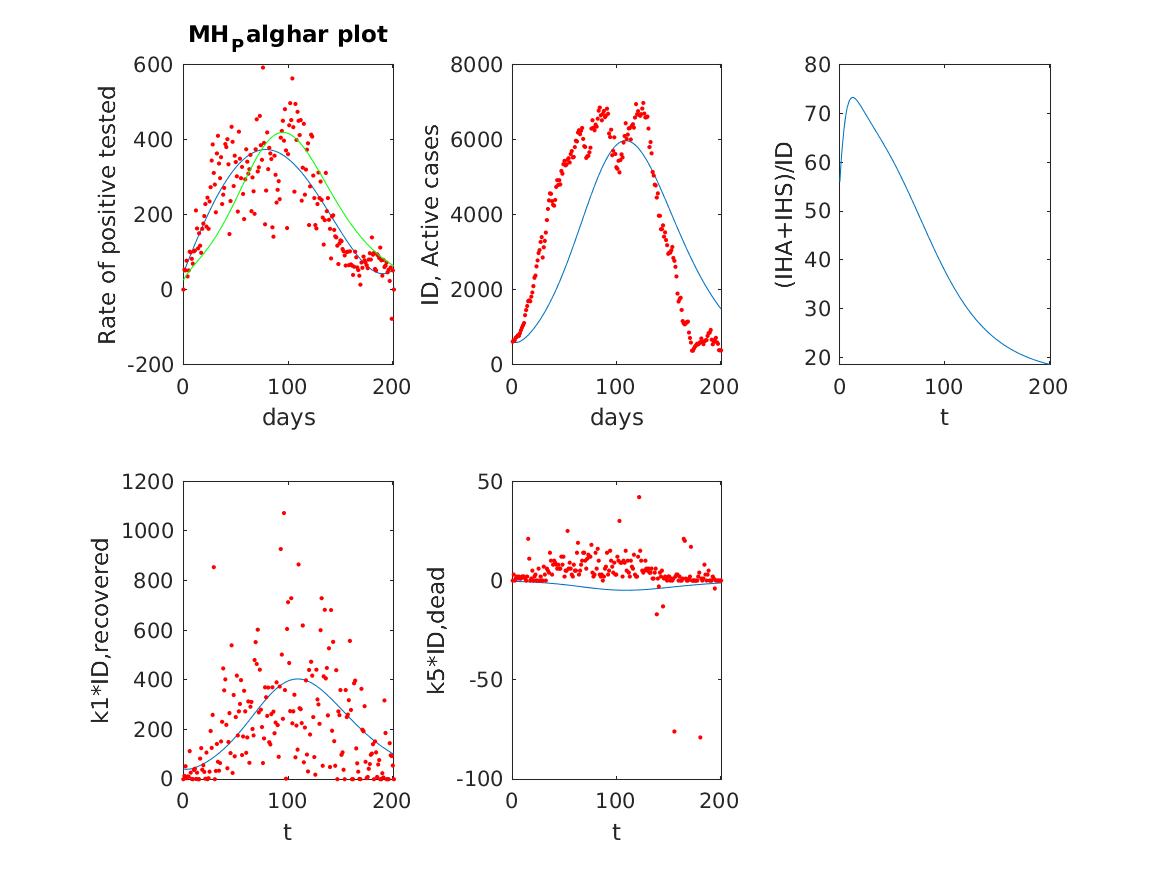 MH_Palghar plot
600
400
200
0
-200
0 100 200
days
Rate of positive tested
8000
6000
4000
2000
0
0 100 200
days
ID, Active cases
80
70
60
50
40
30
20
0 100 200
t
(IHA+IHS)/ID
1200
1000
800
600
400
200
0
0 100 200
t
k1*ID,recovered
50
0
-50
-100
0 100 200
t
k5*ID,dead